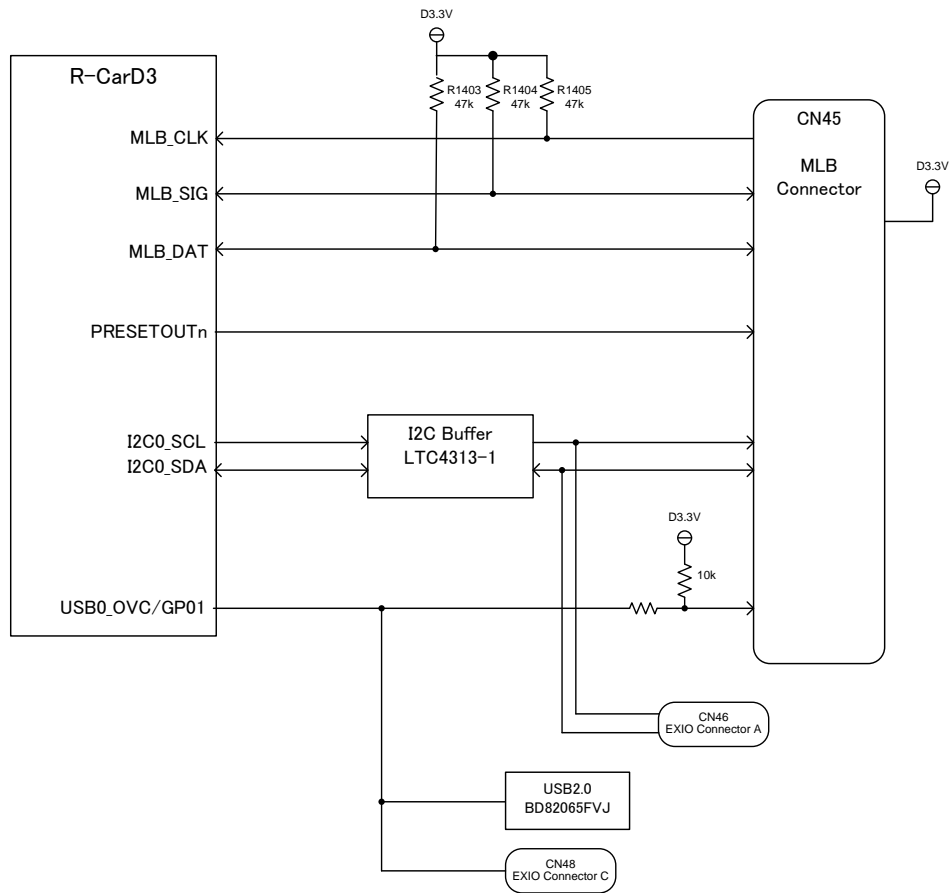 D3.3V
R-CarD3
R1403
47k
R1404
47k
R1405
47k
CN45
MLB
Connector
D3.3V
MLB_CLK
MLB_SIG
MLB_DAT
PRESETOUTn
I2C0_SCL
I2C0_SDA
I2C Buffer
LTC4313-1
D3.3V
10k
USB0_OVC/GP01
CN46
EXIO Connector A
USB2.0
BD82065FVJ
CN48
EXIO Connector C